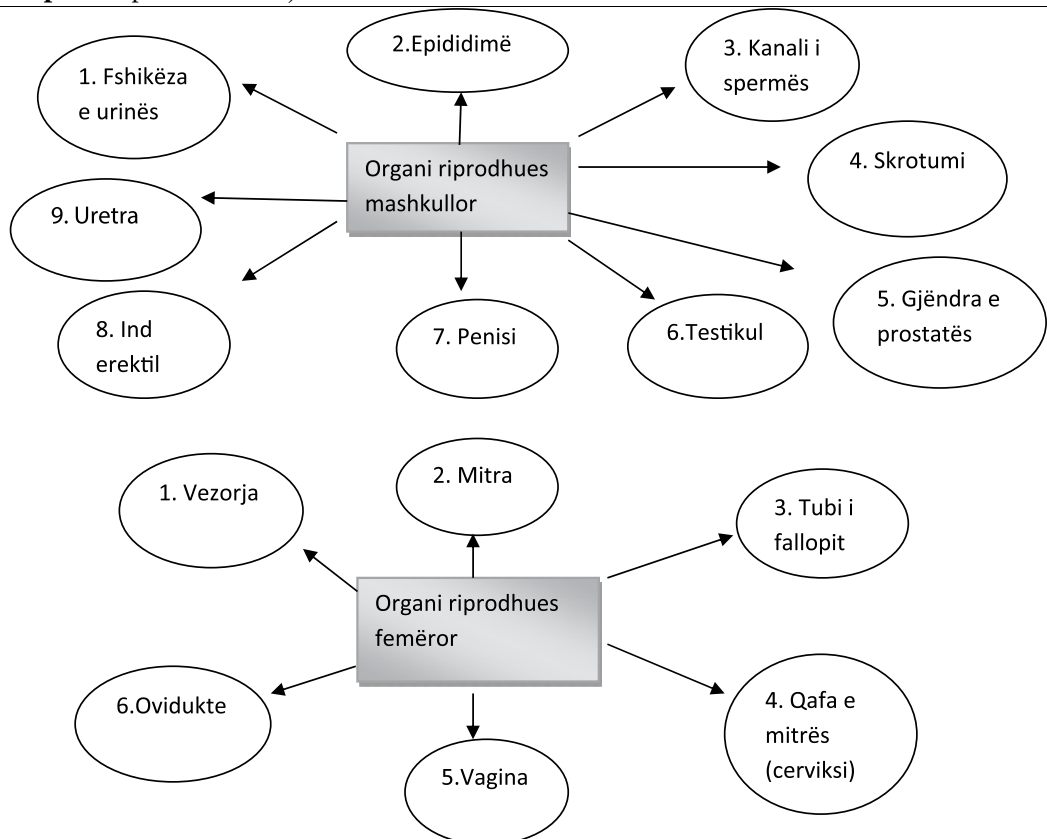 1. Fshikëza
e urinës
2.Epididimë
3. Kanali i
spermës
Organi riprodhues
mashkullor
4. Skrotumi
9. Uretra
5. Gjëndra e
prostatës
8. Ind
erektil
7. Penisi
6.Testikul
1. Vezorja
2. Mitra
3. Tubi i
fallopit
Organi riprodhues
femëror
6.Ovidukte
4. Qafa e
mitrës
(cerviksi)
5.Vagina